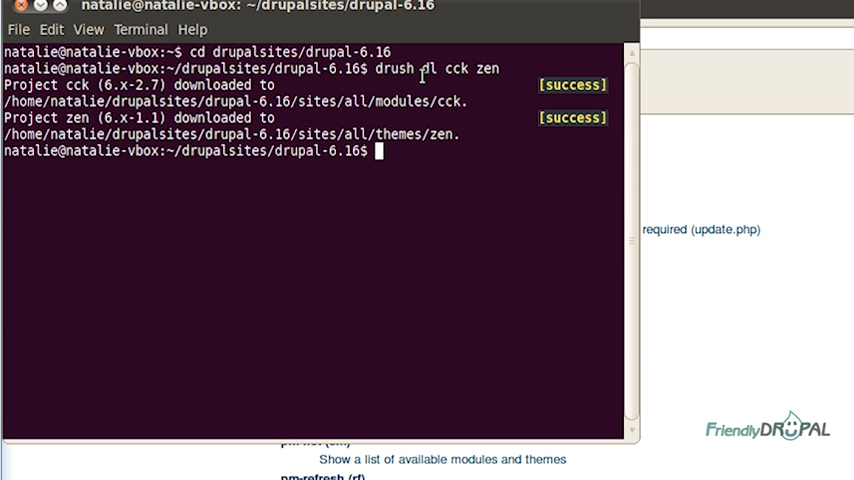 natalie@natalie-vbox: ~/drupalsites/drupal-6.16
File Edit View Terminal Help
natalie@natalie-vbox:~$ cd drupalsites/drupal-6.16
natalie@natalie-vbox:~/drupalsites/drupal-6.16$ drush dl cck zen
Project cck (6.x-2.7) downloaded to [success]
/home/natalie/drupalsites/drupal-6.16/sites/all/modules/cck.
Project zen (6.x-1.1) downloaded to [success]
/home/natalie/drupalsites/drupal-6.16/sites/all/themes/zen.
natalie@natalie-vbox:~/drupalsites/drupal-6.16$
required (update.php)
FriendlyDRUPAL
Show a list of available modules and themes
pm-refresh (rf)